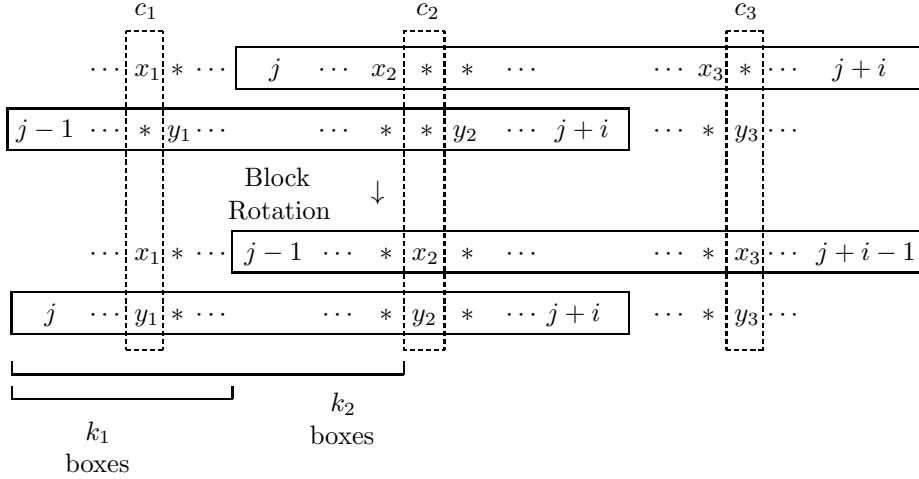 c₁ c₂ c₃
⋯ x₁ * ⋯ j ⋯ x₂ * * ⋯ ⋯ x₃ * ⋯ j + i
j − 1 ⋯ * y₁ ⋯ ⋯ * * y₂ ⋯ j + i ⋯ * y₃ ⋯
Block ↓
Rotation
⋯ x₁ * ⋯ j − 1 ⋯ * x₂ * ⋯ ⋯ * x₃ ⋯ j + i − 1
j ⋯ y₁ * ⋯ ⋯ * y₂ * ⋯ j + i ⋯ * y₃ ⋯
k₂
boxes
k₁
boxes